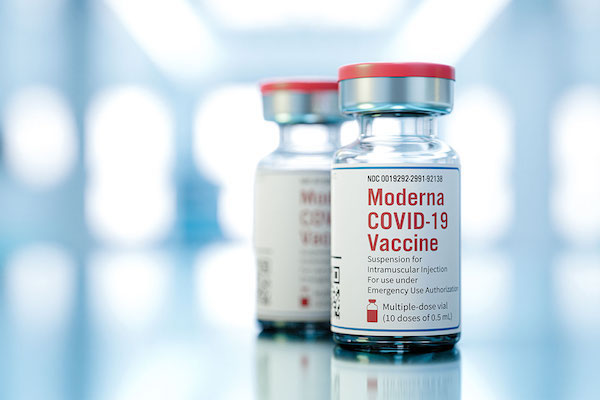 NDC 0019292-2991-92138
Moderna
COVID-19
Vaccine
Suspension for
Intramuscular Injection
For use under
Emergency Use Authorization
Multiple-dose vial
(10 doses of 0.5 mL)